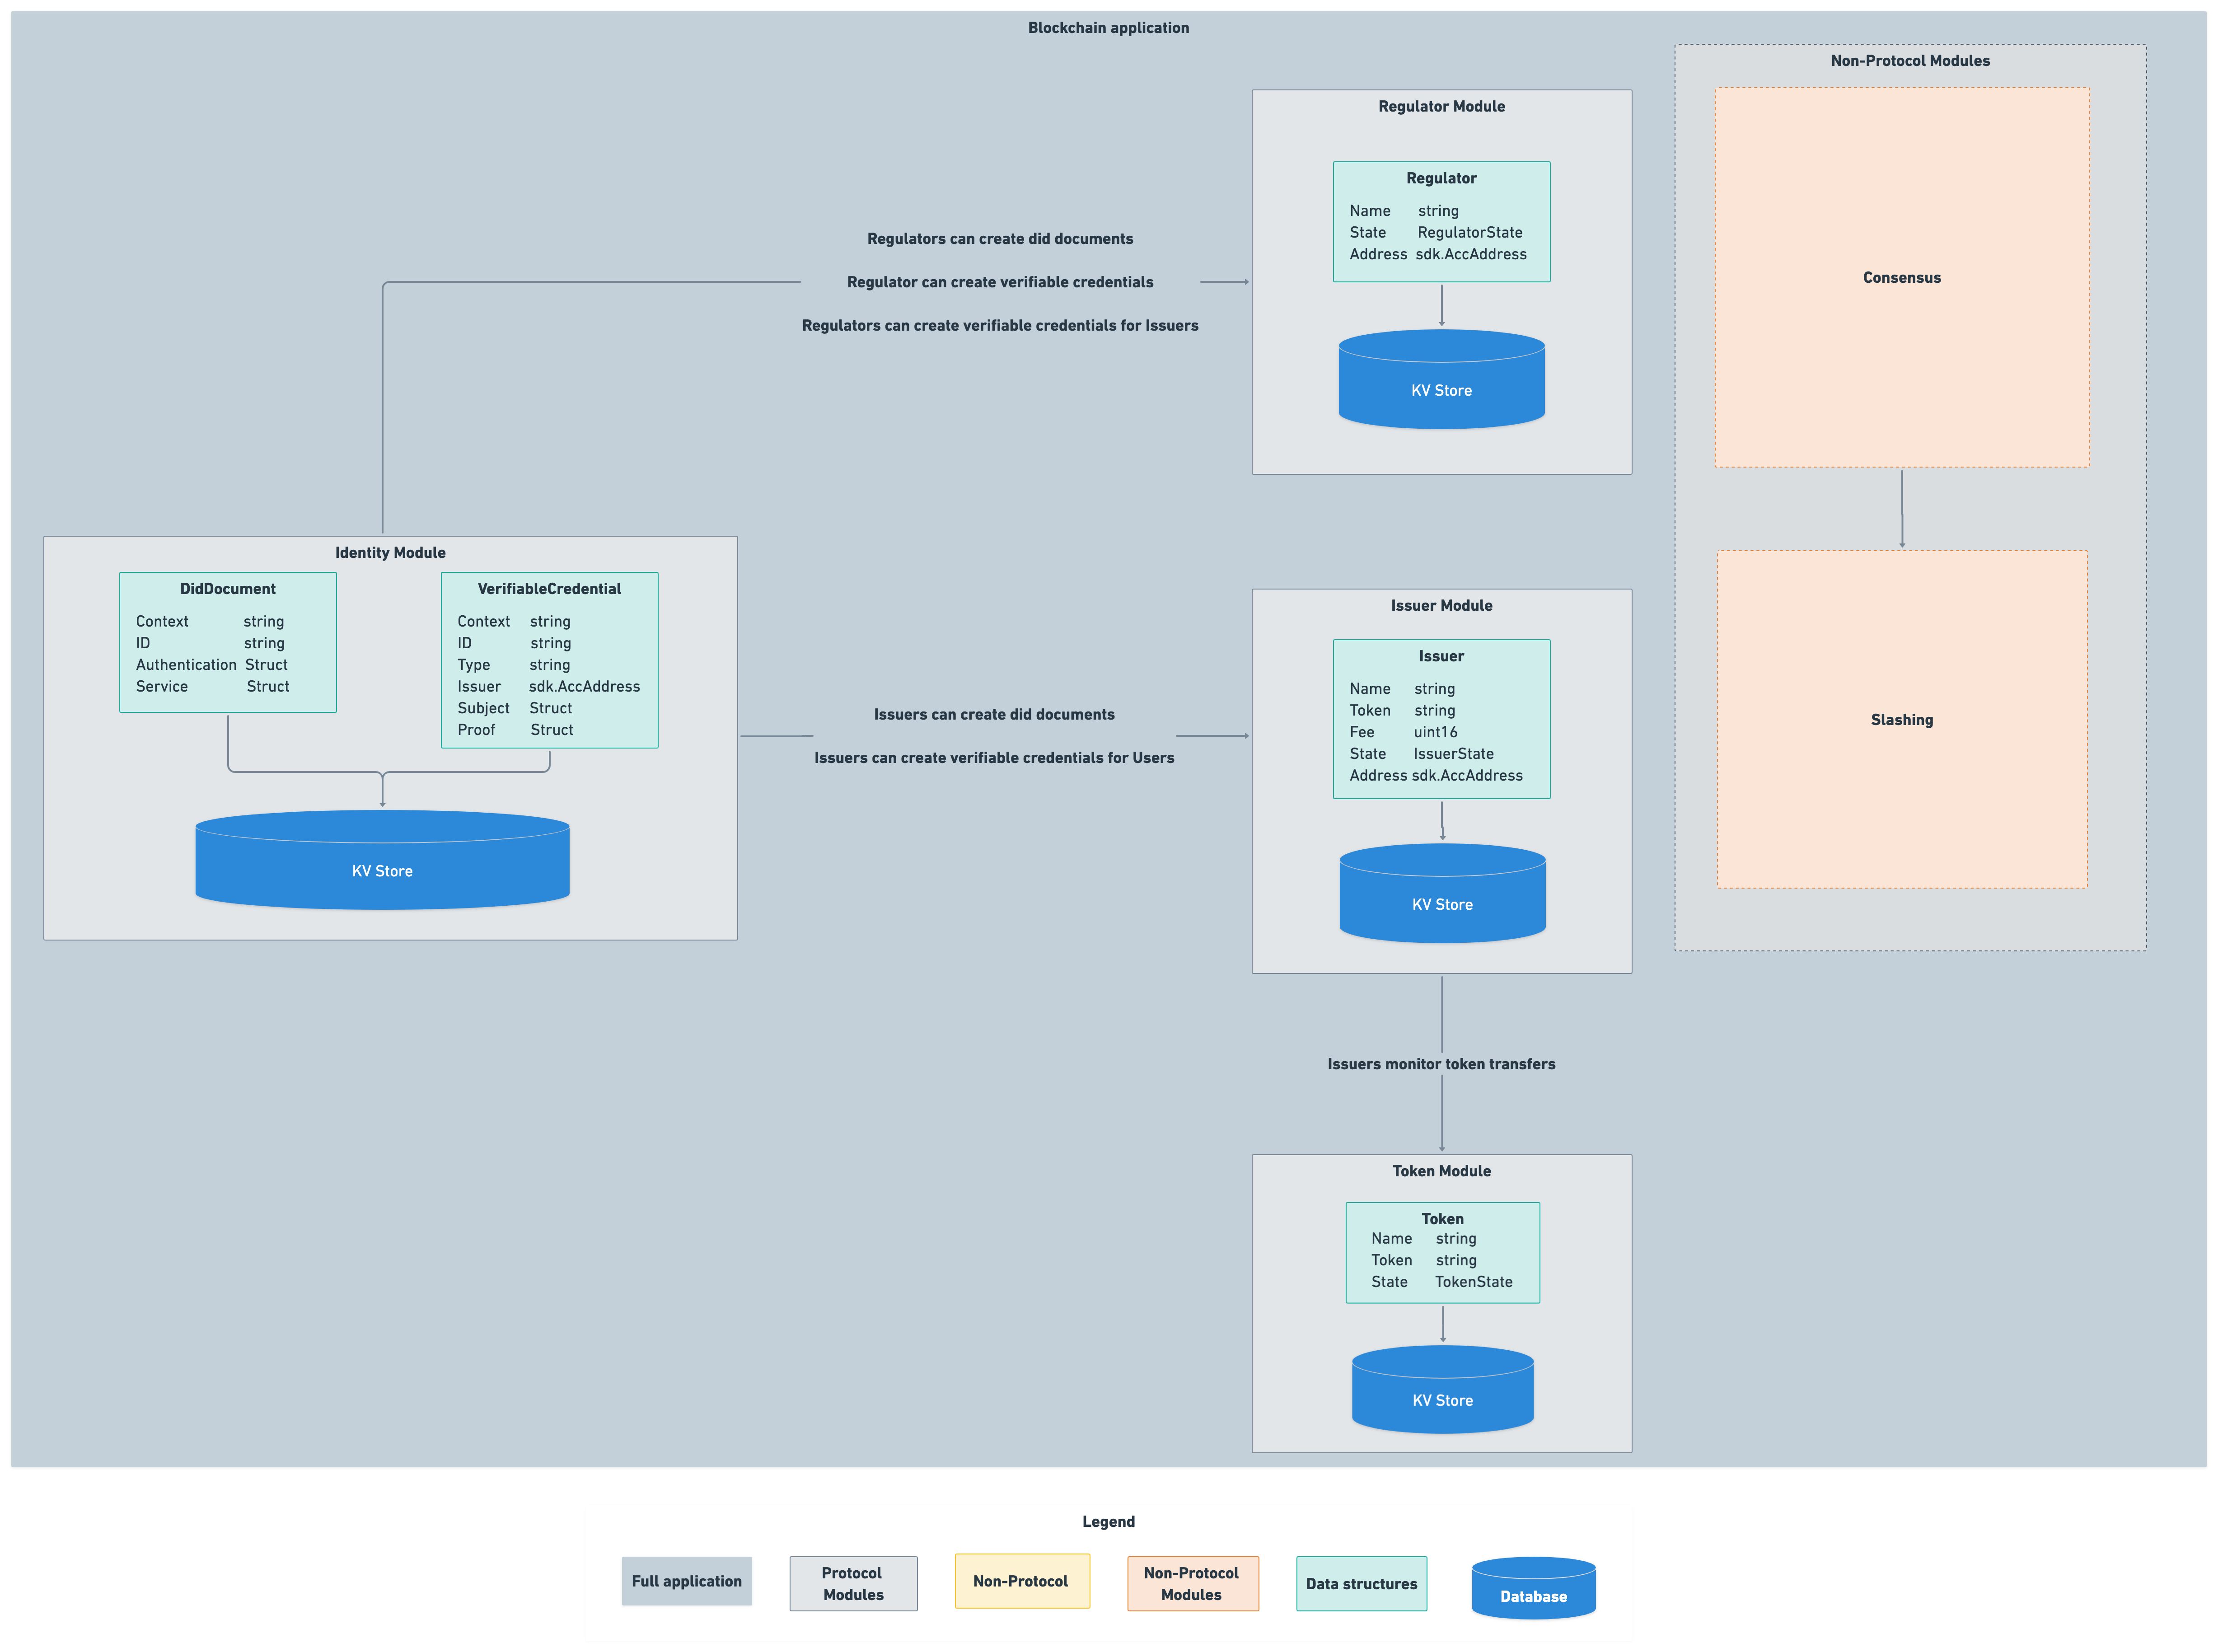 Blockchain application
Non-Protocol Modules
Consensus
Slashing
Regulator Module
Regulator
Name string
State RegulatorState
Address sdk.AccAddress
KV Store
Regulators can create did documents
Regulator can create verifiable credentials
Regulators can create verifiable credentials for Issuers
Identity Module
DidDocument
Context string
ID string
Authentication Struct
Service Struct
VerifiableCredential
Context string
ID string
Type string
Issuer sdk.AccAddress
Subject Struct
Proof Struct
KV Store
Issuers can create did documents
Issuers can create verifiable credentials for Users
Issuer Module
Issuer
Name string
Token string
Fee uint16
State IssuerState
Address sdk.AccAddress
KV Store
Issuers monitor token transfers
Token Module
Token
Name string
Token string
State TokenState
KV Store
Legend
Full application
Protocol
Modules
Non-Protocol
Non-Protocol
Modules
Data structures
Database